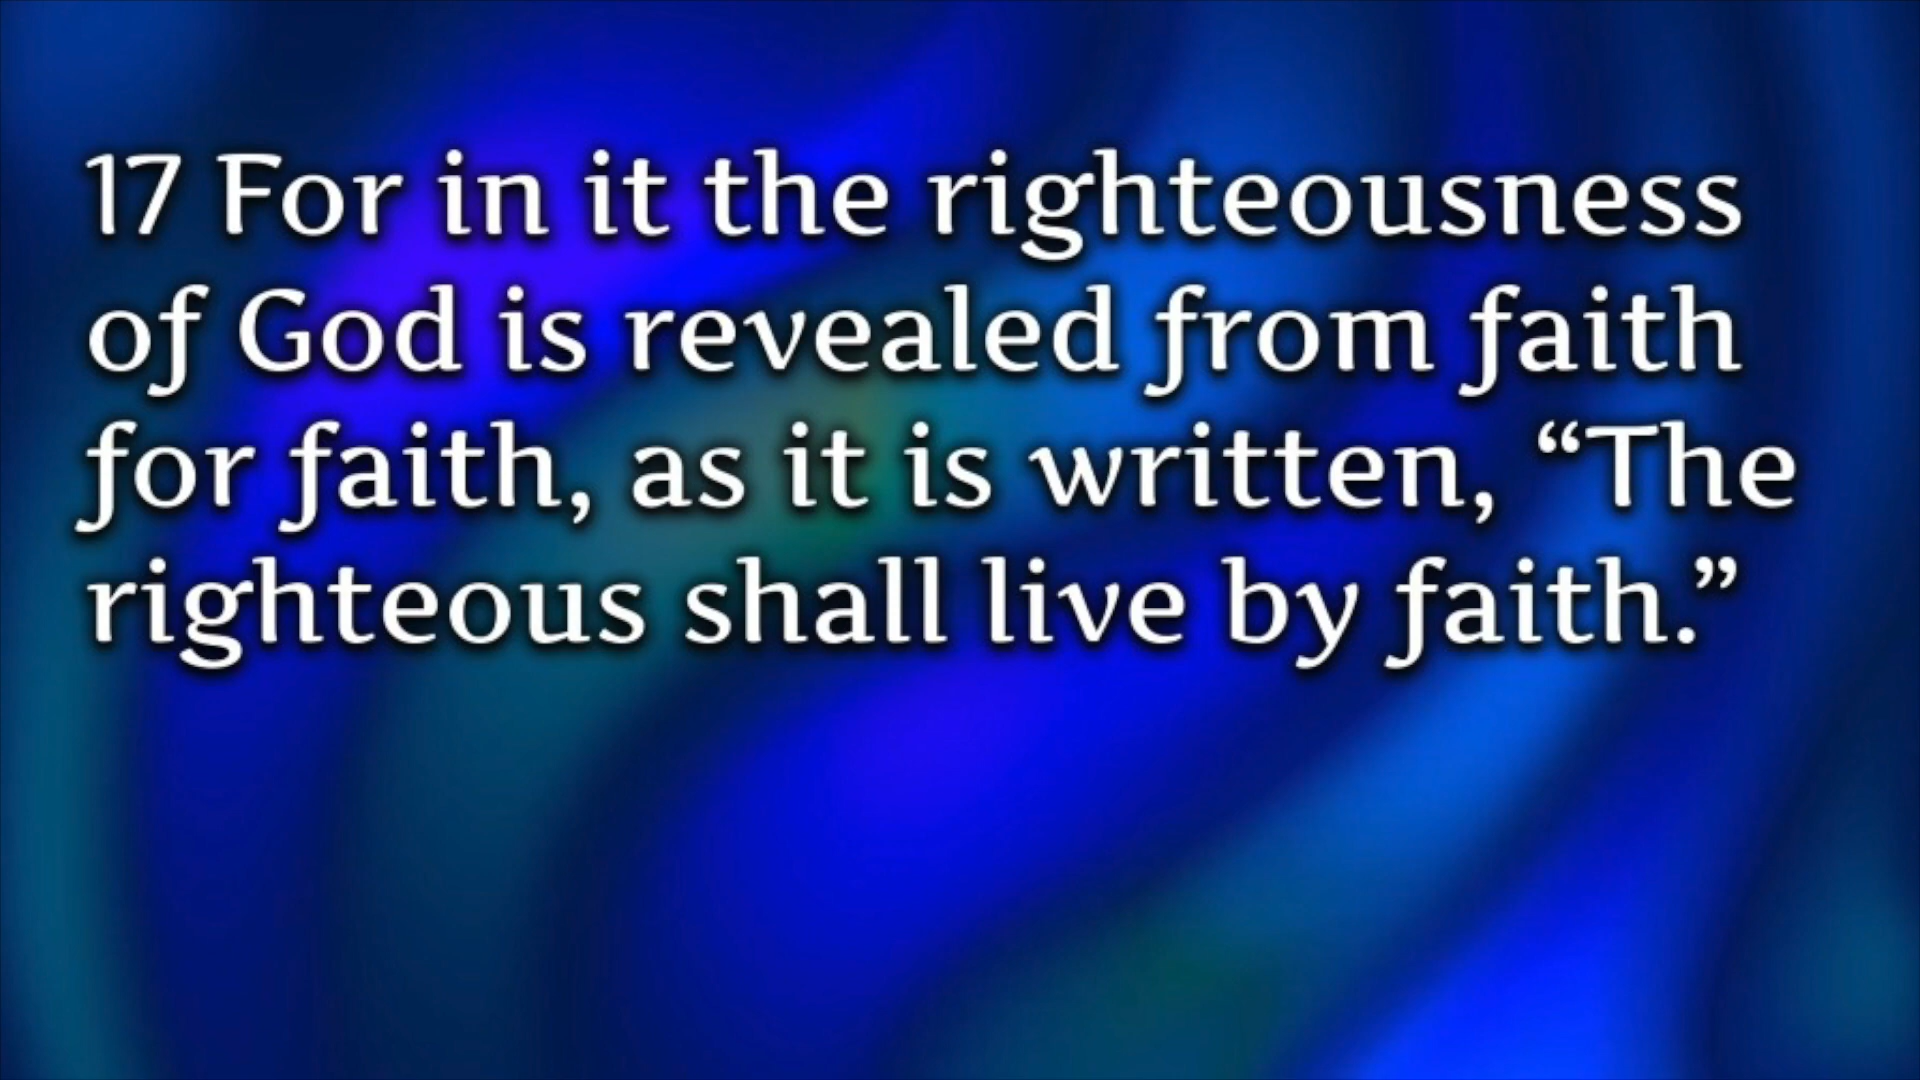 17 For in it the righteousness
of God is revealed from faith
for faith, as it is written, “The
righteous shall live by faith.”